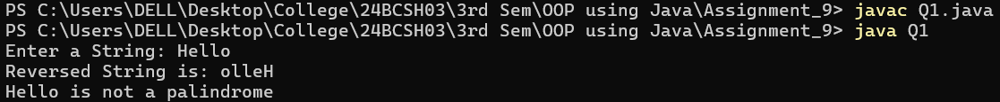 PS C:\Users\DELL\Desktop\College\24BCSH03\3rd Sem\OOP using Java\Assignment_9> javac Q1.java
PS C:\Users\DELL\Desktop\College\24BCSH03\3rd Sem\OOP using Java\Assignment_9> java Q1
Enter a String: Hello
Reversed String is: olleH
Hello is not a palindrome